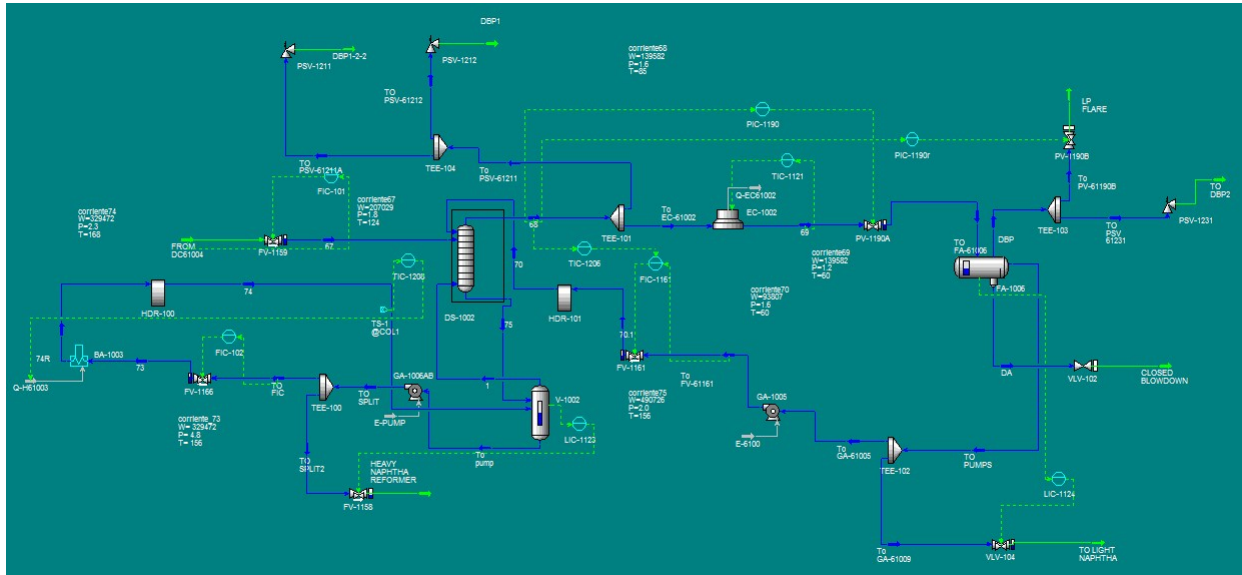 DBP1
DBP1-2-2
PSV-1211
PSV-1212
corriente68
W=139582
P=1.6
T=85
TO
PSV-61212
LP
FLARE
PIC-1190
PIC-1190r
PV-1190B
TEE-104
TO
PSV-61211A
To
PSV-61211
TIC-1121
TO
PV-61190B
TO
DBP2
FIC-101
Q-EC61002
PSV-1231
corriente74
W=329472
P=2.3
T=168
corriente67
W=207029
P=1.8
T=124
To
EC-61002
EC-1002
TEE-103
TO
PSV
61231
FROM
DC61004
FV-1159
67
68
TEE-101
69
PV-1190A
TO
FA-61006
DBP
TIC-1208
70
TIC-1206
FIC-1161
corriente69
W=139582
P=1.2
T=60
74
HDR-100
TS-1
@COL1
DS-1002
75
HDR-101
corriente70
W=93807
P=1.6
T=60
FA-1006
FIC-102
70.1
74R
BA-1003
73
FV-1166
TO
FIC
TEE-100
TO
SPLIT
GA-1006AB
1
FV-1161
To
FV-61161
DA
VLV-102
CLOSED
BLOWDOWN
Q-H61003
V-1002
corriente75
W=490726
P=2.0
T=156
GA-1005
corriente_73
W= 329472
P= 4.8
T= 156
E-PUMP
LIC-1123
E-6100
To
GA-61005
TEE-102
TO
PUMPS
TO
SPLIT2
HEAVY
NAPHTHA
REFORMER
To
pump
LIC-1124
FV-1158
To
GA-61009
VLV-104
TO LIGHT
NAPHTHA